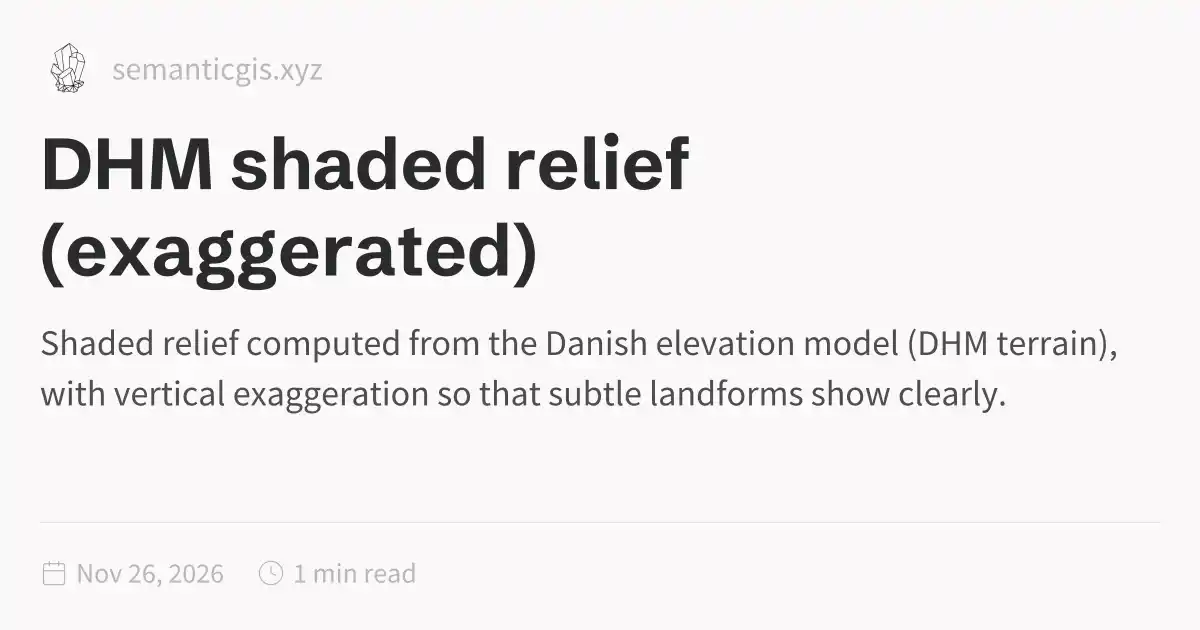 semanticgis.xyz
DHM shaded relief
(exaggerated)
Shaded relief computed from the Danish elevation model (DHM terrain),
with vertical exaggeration so that subtle landforms show clearly.
Nov 26, 2026 1 min read